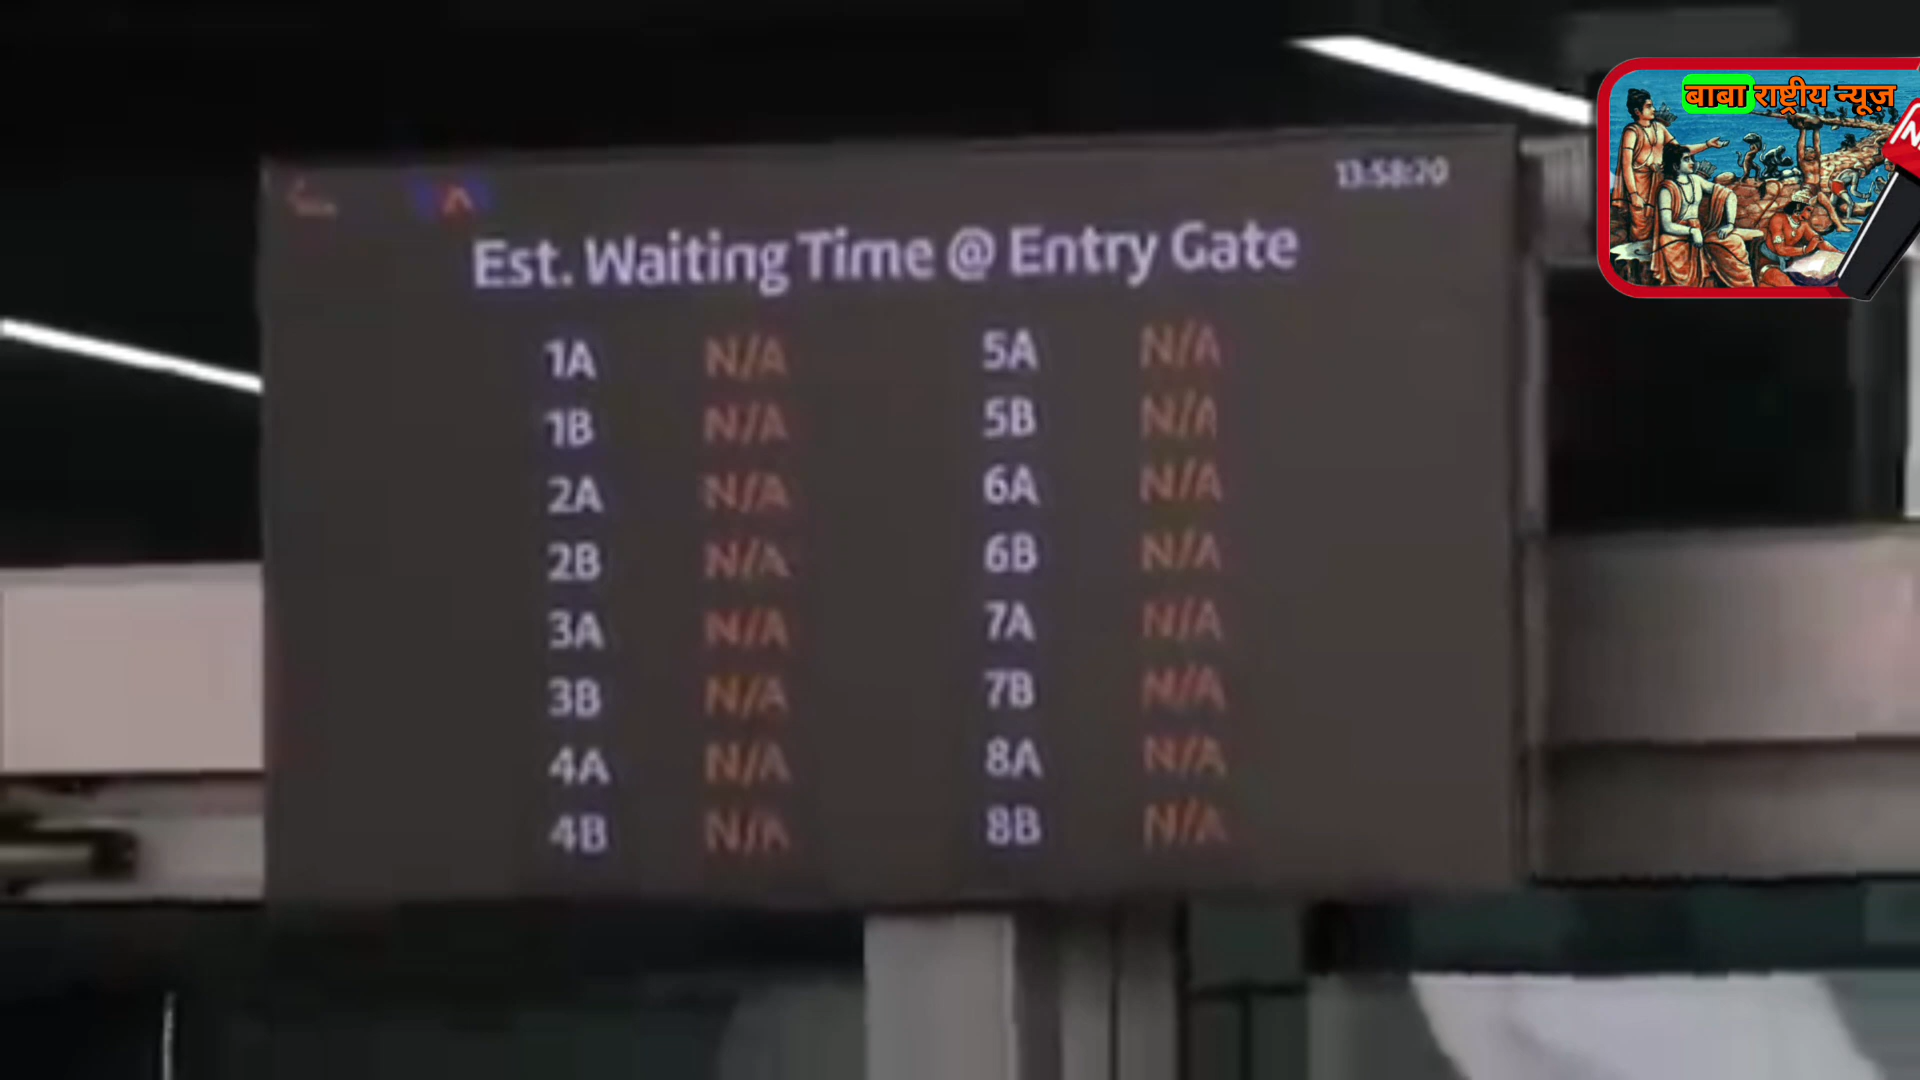 बाबा राष्ट्रीय न्यूज़
13:58:20
Est. Waiting Time @ Entry Gate
1A N/A 5A N/A
1B N/A 5B N/A
2A N/A 6A N/A
2B N/A 6B N/A
3A N/A 7A N/A
3B N/A 7B N/A
4A N/A 8A N/A
4B N/A 8B N/A